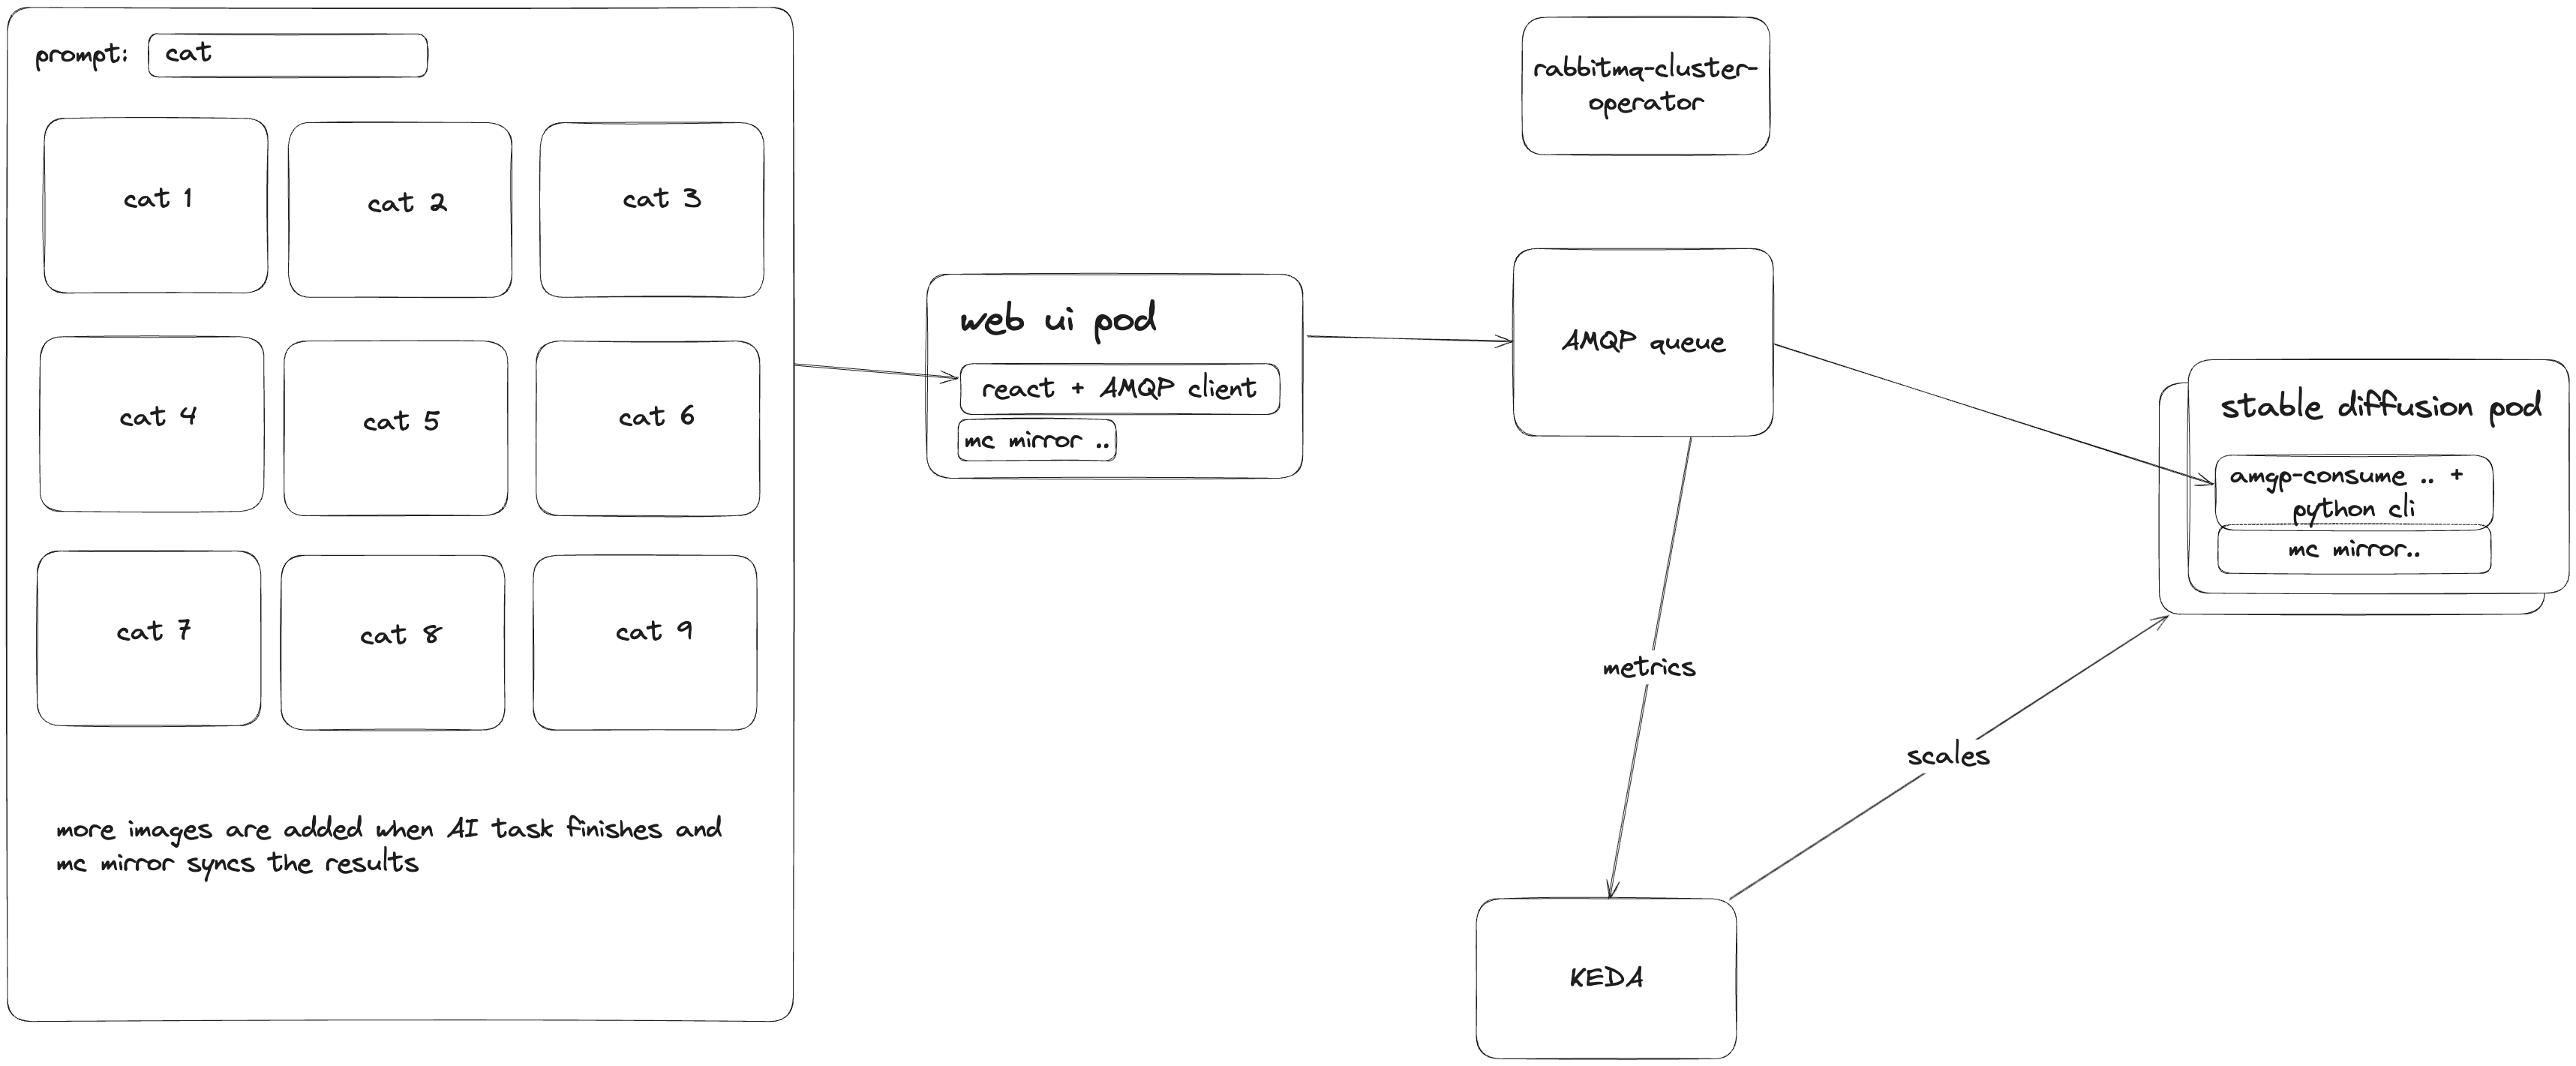 prompt: cat
cat 1
cat 2
cat 3
cat 4
cat 5
cat 6
cat 7
cat 8
cat 9
more images are added when AI task finishes and
mc mirror syncs the results
web ui pod
react + AMQP client
mc mirror ..
rabbitmq-cluster-
operator
AMQP queue
metrics
KEDA
scales
stable diffusion pod
amqp-consume .. +
python cli
mc mirror..